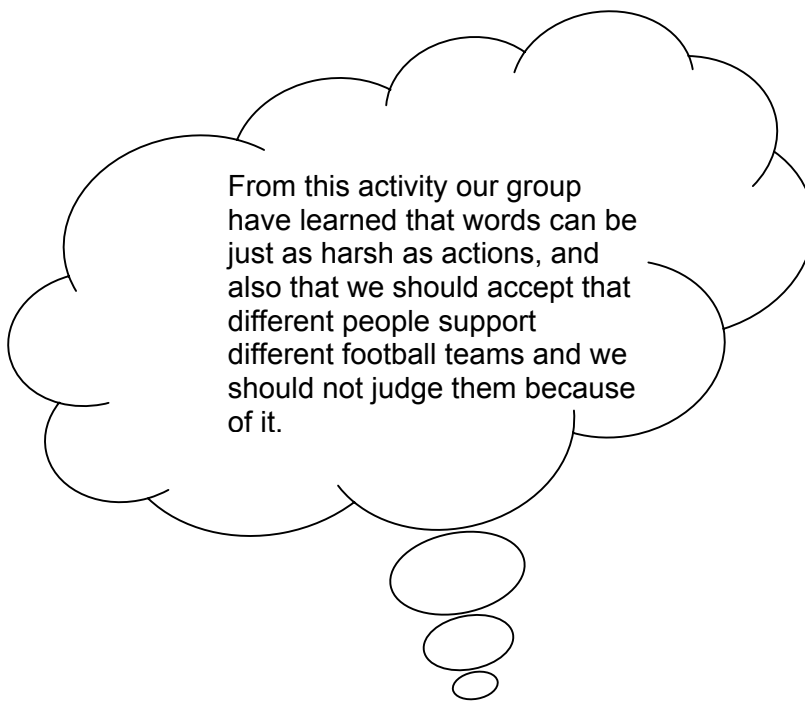 From this activity our group
have learned that words can be
just as harsh as actions, and
also that we should accept that
different people support
different football teams and we
should not judge them because
of it.